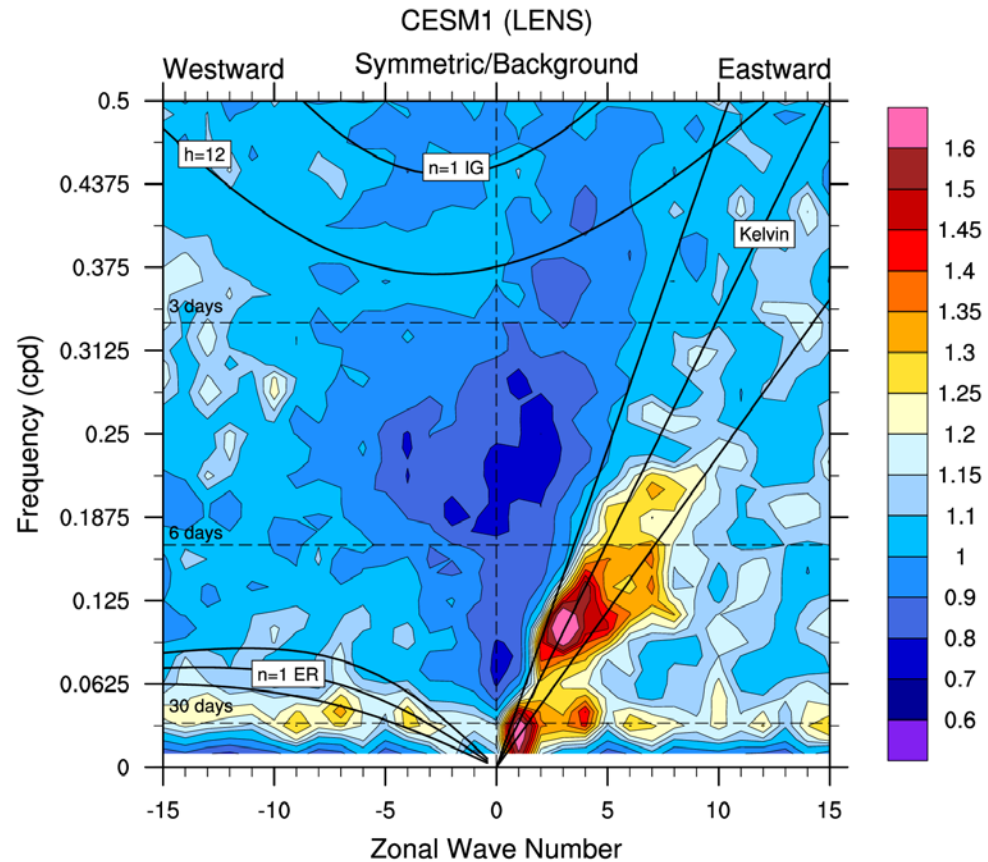 CESM1 (LENS)
Westward Symmetric/Background Eastward
0.5
0.4375
0.375
0.3125
0.25
0.1875
0.125
0.0625
0
Frequency (cpd)
h=12
n=1 IG
Kelvin
3 days
6 days
n=1 ER
30 days
-15 -10 -5 0 5 10 15
Zonal Wave Number
1.6
1.5
1.45
1.4
1.35
1.3
1.25
1.2
1.15
1.1
1
0.9
0.8
0.7
0.6